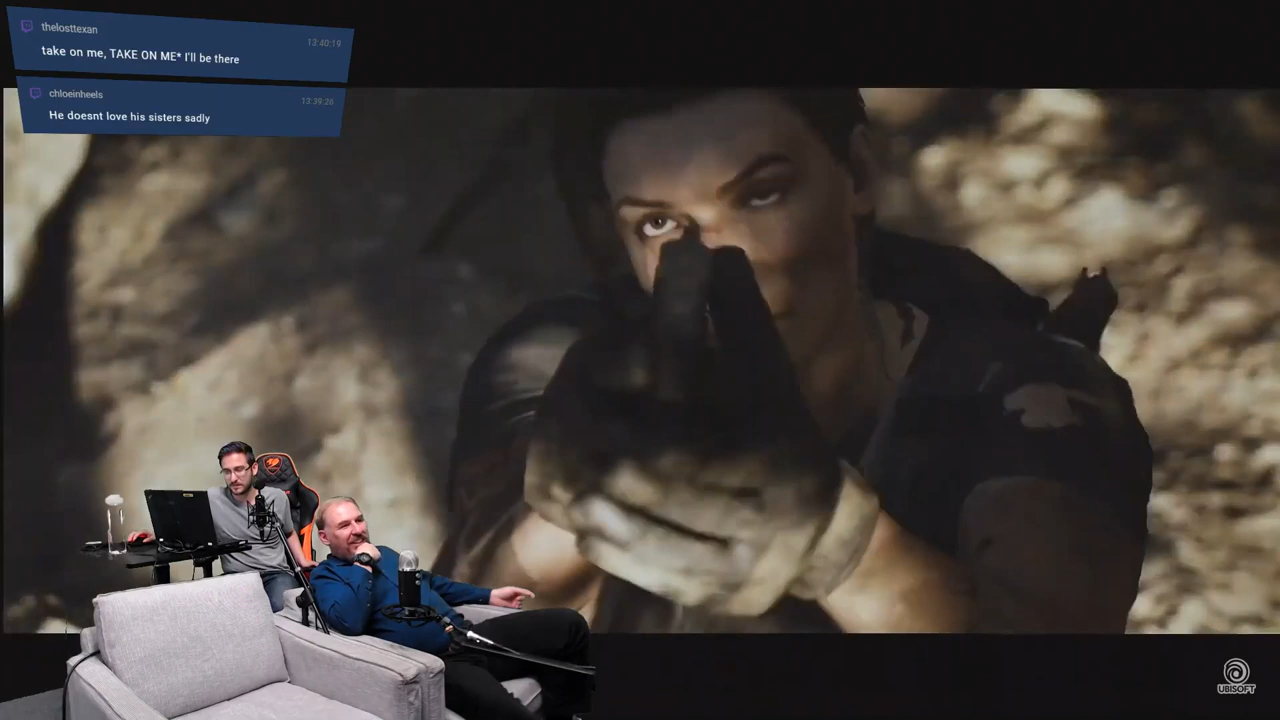 thelosttexan
13:40:19
take on me, TAKE ON ME* I'll be there
chloeinheels
13:39:26
He doesnt love his sisters sadly
UBISOFT